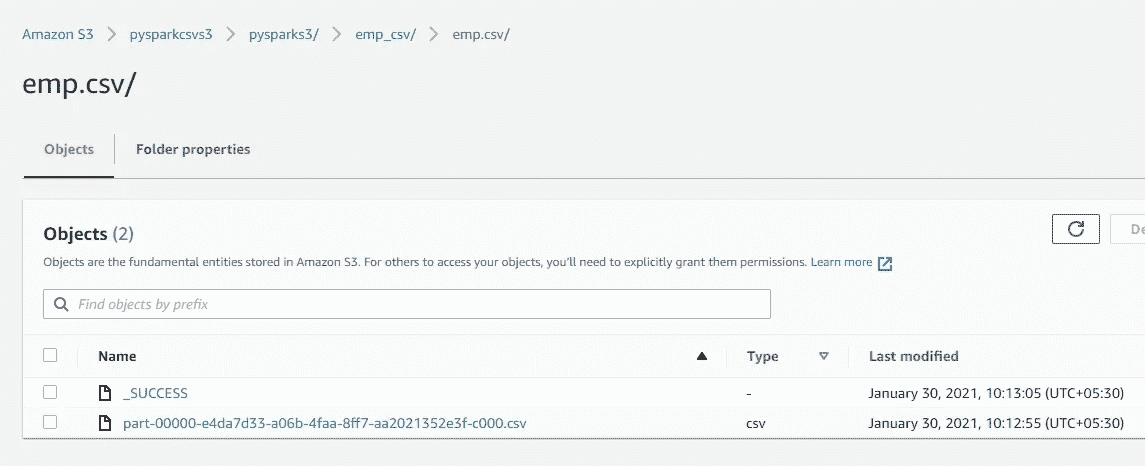 Amazon S3 > pysparkcsvs3 > pysparks3/ > emp_csv/ > emp.csv/
emp.csv/
Objects Folder properties
Objects (2)
De
Objects are the fundamental entities stored in Amazon S3. For others to access your objects, you'll need to explicitly grant them permissions. Learn more
Find objects by prefix
Name Type Last modified
_SUCCESS - January 30, 2021, 10:13:05 (UTC+05:30)
part-00000-e4da7d33-a06b-4faa-8ff7-aa2021352e3f-c000.csv csv January 30, 2021, 10:12:55 (UTC+05:30)